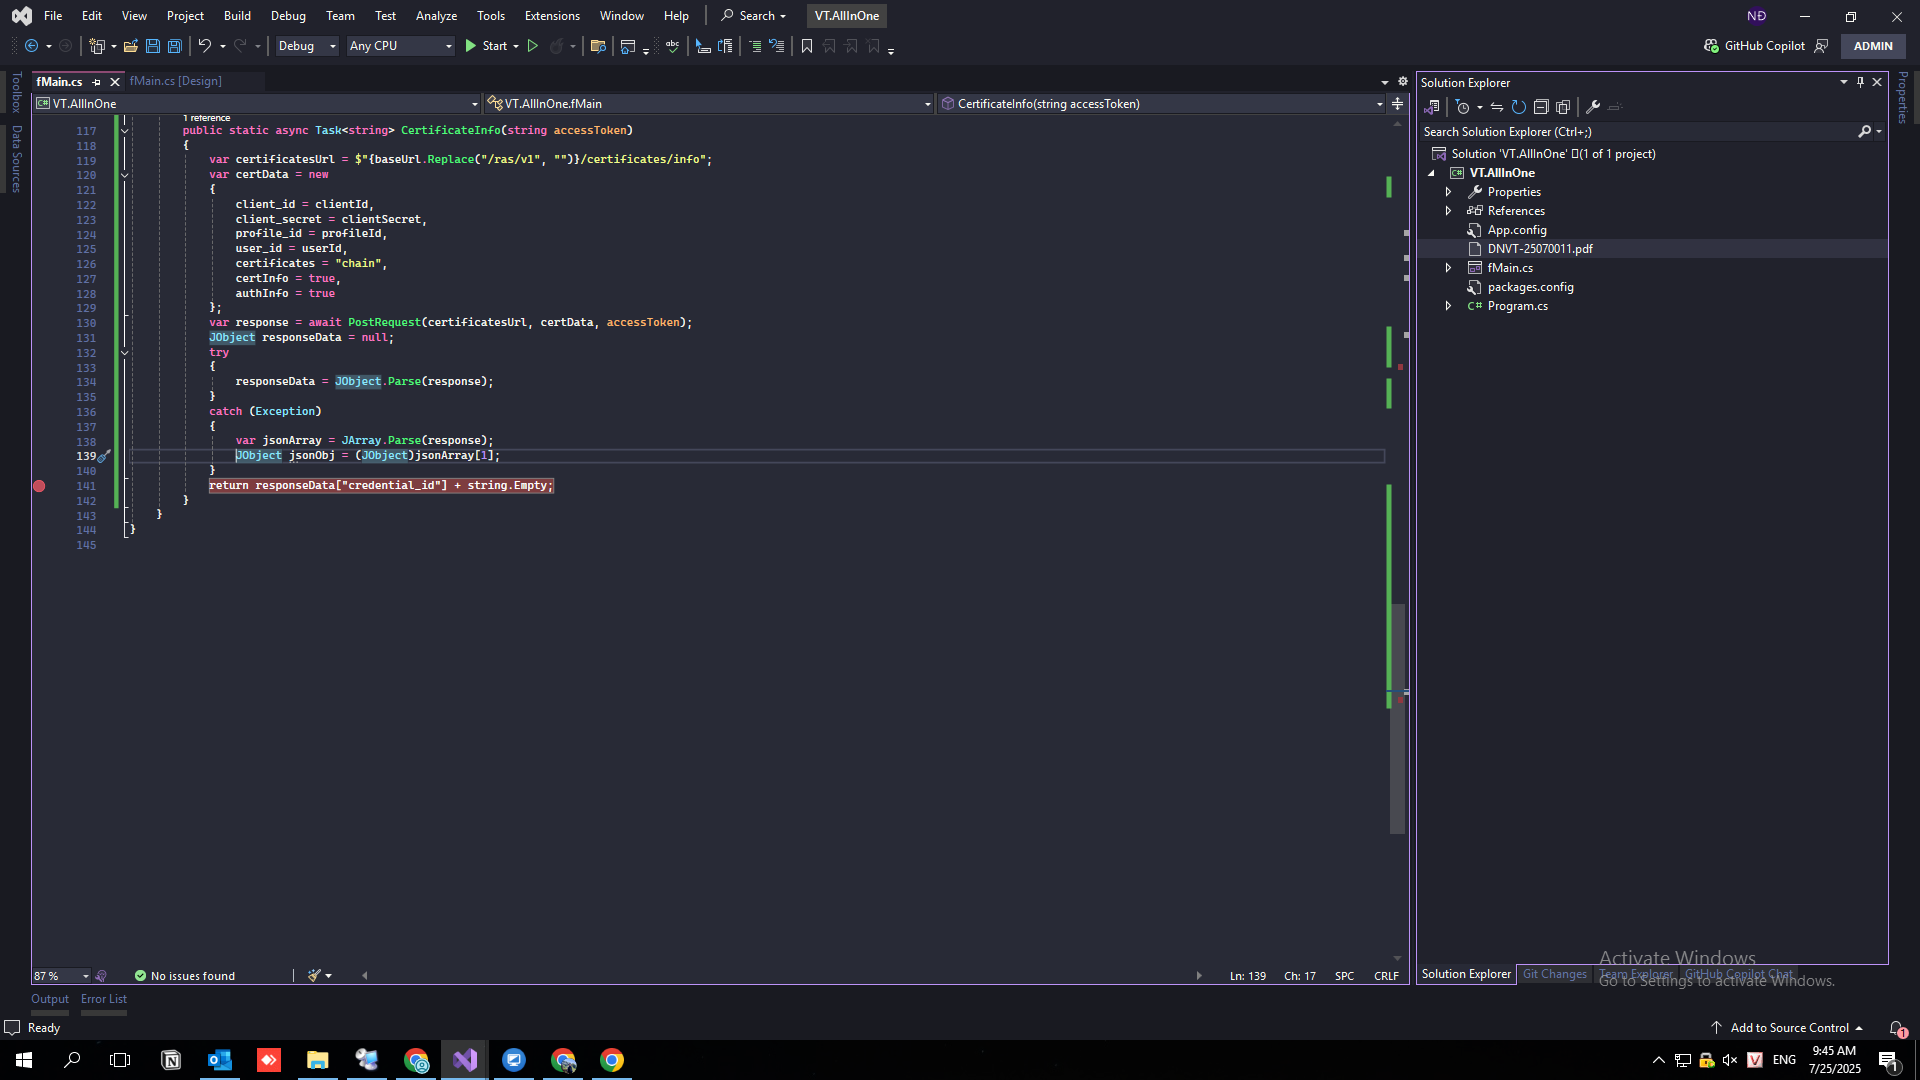 File Edit View Project Build Debug Team Test Analyze Tools Extensions Window Help Search VT.AllInOne NĐ
Debug Any CPU Start GitHub Copilot ADMIN
Toolbox
Data Sources
fMain.cs fMain.cs [Design]
VT.AllInOne VT.AllInOne.fMain CertificateInfo(string accessToken)
1 reference
117 public static async Task<string> CertificateInfo(string accessToken)
118 {
119 var certificatesUrl = $"{baseUrl.Replace("/ras/v1", "")}/certificates/info";
120 var certData = new
121 {
122 client_id = clientId,
123 client_secret = clientSecret,
124 profile_id = profileId,
125 user_id = userId,
126 certificates = "chain",
127 certInfo = true,
128 authInfo = true
129 };
130 var response = await PostRequest(certificatesUrl, certData, accessToken);
131 JObject responseData = null;
132 try
133 {
134 responseData = JObject.Parse(response);
135 }
136 catch (Exception)
137 {
138 var jsonArray = JArray.Parse(response);
139 JObject jsonObj = (JObject)jsonArray[1];
140 }
141 return responseData["credential_id"] + string.Empty;
142 }
143 }
144 }
145
87 % No issues found Ln: 139 Ch: 17 SPC CRLF
Output Error List
Ready
Solution Explorer
Search Solution Explorer (Ctrl+;)
Solution 'VT.AllInOne' (1 of 1 project)
VT.AllInOne
Properties
References
App.config
DNVT-25070011.pdf
fMain.cs
packages.config
Program.cs
Properties
Solution Explorer Git Changes Team Explorer GitHub Copilot Chat
Activate Windows
Go to Settings to activate Windows.
Add to Source Control 1
ENG 9:45 AM
7/25/2025 1